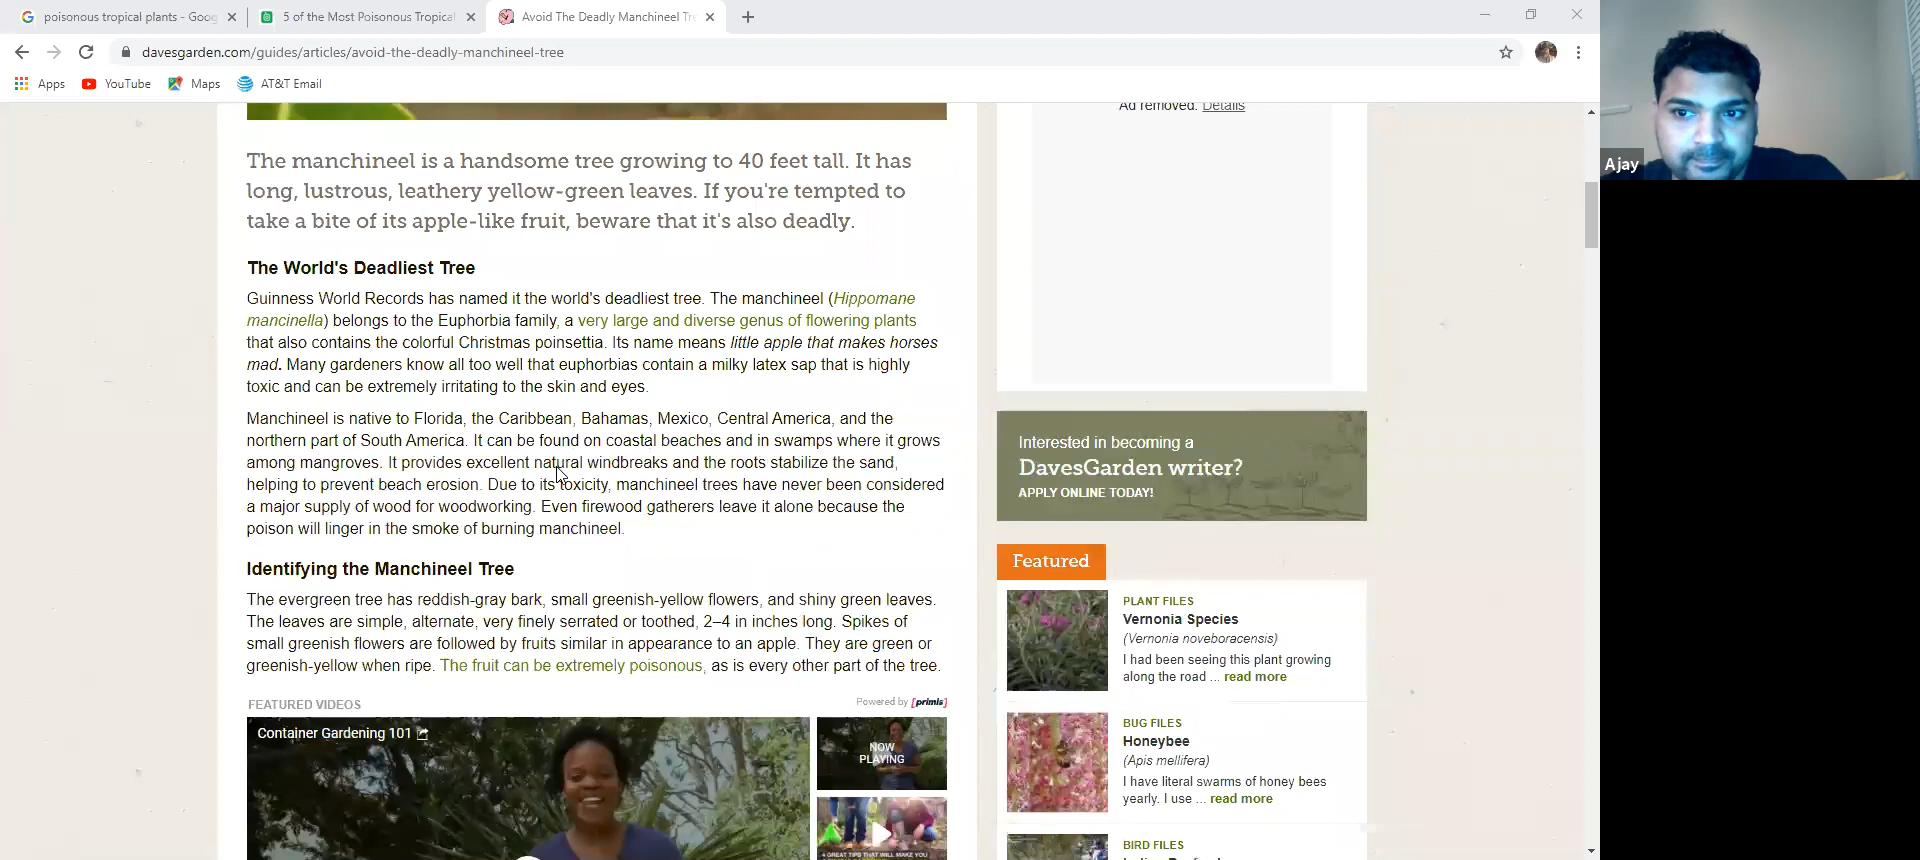 poisonous tropical plants - Goog
5 of the Most Poisonous Tropical
Avoid The Deadly Manchineel Tre
davesgarden.com/guides/articles/avoid-the-deadly-manchineel-tree
Apps YouTube Maps AT&T Email
Ad removed. Details
The manchineel is a handsome tree growing to 40 feet tall. It has
long, lustrous, leathery yellow-green leaves. If you're tempted to
take a bite of its apple-like fruit, beware that it's also deadly.
The World's Deadliest Tree
Guinness World Records has named it the world's deadliest tree. The manchineel (Hippomane
mancinella) belongs to the Euphorbia family, a very large and diverse genus of flowering plants
that also contains the colorful Christmas poinsettia. Its name means little apple that makes horses
mad. Many gardeners know all too well that euphorbias contain a milky latex sap that is highly
toxic and can be extremely irritating to the skin and eyes.
Manchineel is native to Florida, the Caribbean, Bahamas, Mexico, Central America, and the
northern part of South America. It can be found on coastal beaches and in swamps where it grows
among mangroves. It provides excellent natural windbreaks and the roots stabilize the sand,
helping to prevent beach erosion. Due to its toxicity, manchineel trees have never been considered
a major supply of wood for woodworking. Even firewood gatherers leave it alone because the
poison will linger in the smoke of burning manchineel.
Identifying the Manchineel Tree
The evergreen tree has reddish-gray bark, small greenish-yellow flowers, and shiny green leaves.
The leaves are simple, alternate, very finely serrated or toothed, 2–4 in inches long. Spikes of
small greenish flowers are followed by fruits similar in appearance to an apple. They are green or
greenish-yellow when ripe. The fruit can be extremely poisonous, as is every other part of the tree.
FEATURED VIDEOS
Powered by [primis]
Container Gardening 101
NOW
PLAYING
4 GREAT TIPS THAT WILL MAKE YOU
Interested in becoming a
DavesGarden writer?
APPLY ONLINE TODAY!
Featured
PLANT FILES
Vernonia Species
(Vernonia noveboracensis)
I had been seeing this plant growing
along the road ... read more
BUG FILES
Honeybee
(Apis mellifera)
I have literal swarms of honey bees
yearly. I use ... read more
BIRD FILES
Ajay